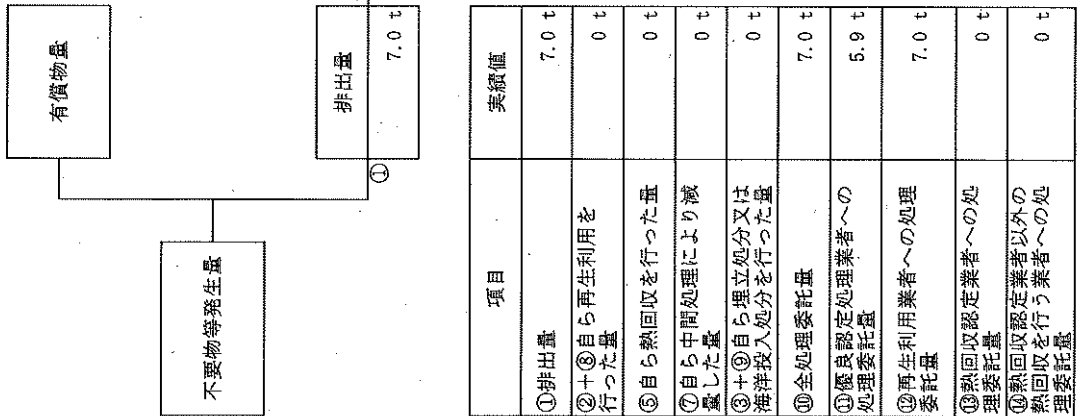 有償物量
不要物等発生量
排出量
①
7.0 t
項目
実績値
①排出量
7.0 t
②+⑧自ら再生利用を
行った量
0 t
⑤自ら熱回収を行った量
0 t
⑦自ら中間処理により減
量した量
0 t
③+⑨自ら埋立処分又は
海洋投入処分を行った量
0 t
⑩全処理委託量
7.0 t
⑪優良認定処理業者への
処理委託量
5.9 t
⑫再生利用業者への処理
委託量
7.0 t
⑬熱回収認定業者への処
理委託量
0 t
⑭熱回収認定業者以外の
熱回収を行う業者への処
理委託量
0 t